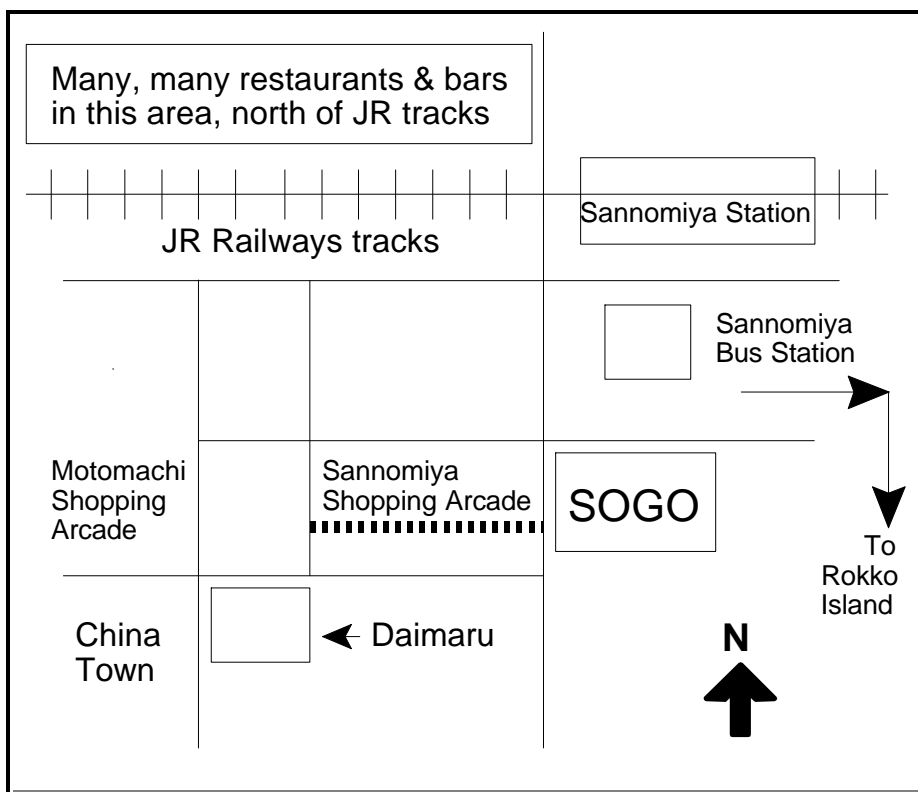 Many, many restaurants & bars
in this area, north of JR tracks
Sannomiya Station
JR Railways tracks
Sannomiya
Bus Station
Motomachi
Shopping
Arcade
Sannomiya
Shopping Arcade
SOGO
To
Rokko
Island
China
Town
Daimaru
N